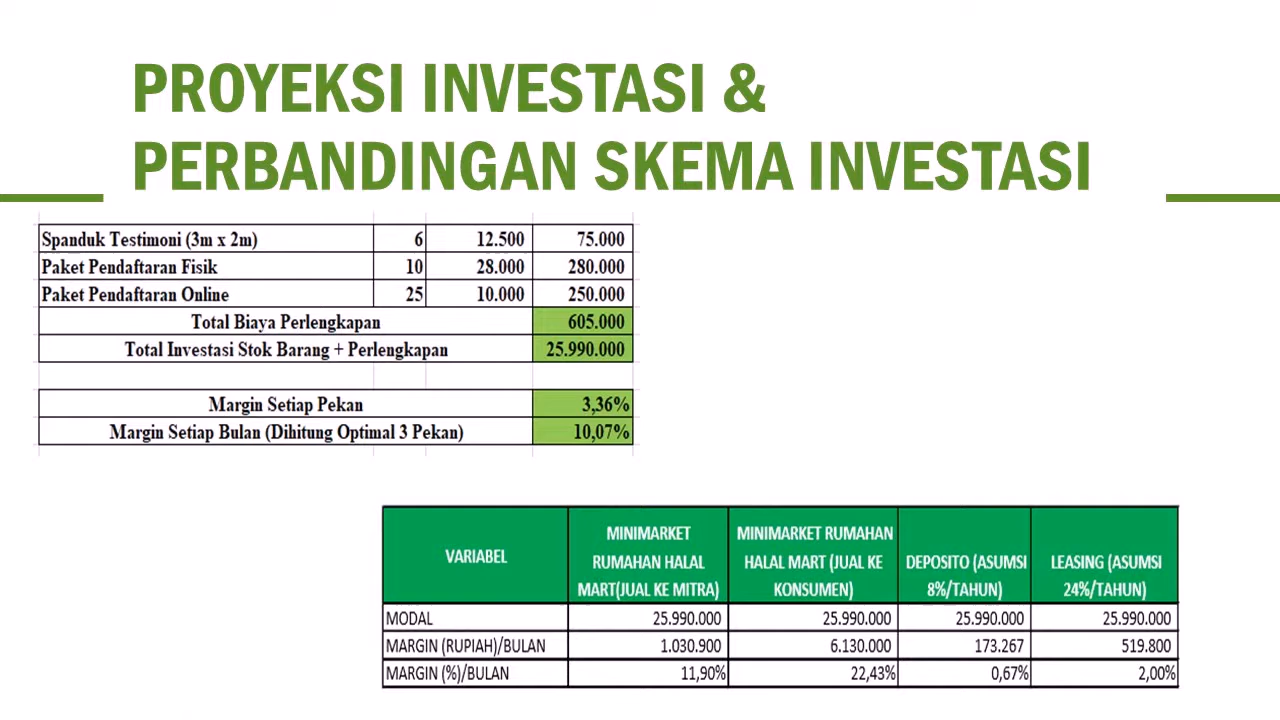 PROYEKSI INVESTASI &
PERBANDINGAN SKEMA INVESTASI
Spanduk Testimoni (3m x 2m) 6 12.500 75.000
Paket Pendaftaran Fisik 10 28.000 280.000
Paket Pendaftaran Online 25 10.000 250.000
Total Biaya Perlengkapan 605.000
Total Investasi Stok Barang + Perlengkapan 25.990.000
Margin Setiap Pekan 3,36%
Margin Setiap Bulan (Dihitung Optimal 3 Pekan) 10,07%
VARIABEL
MINIMARKET
RUMAHAN HALAL
MART(JUAL KE MITRA)
MINIMARKET RUMAHAN
HALAL MART (JUAL KE
KONSUMEN)
DEPOSITO (ASUMSI
8%/TAHUN)
LEASING (ASUMSI
24%/TAHUN)
MODAL 25.990.000 25.990.000 25.990.000 25.990.000
MARGIN (RUPIAH)/BULAN 1.030.900 6.130.000 173.267 519.800
MARGIN (%)/BULAN 11,90% 22,43% 0,67% 2,00%